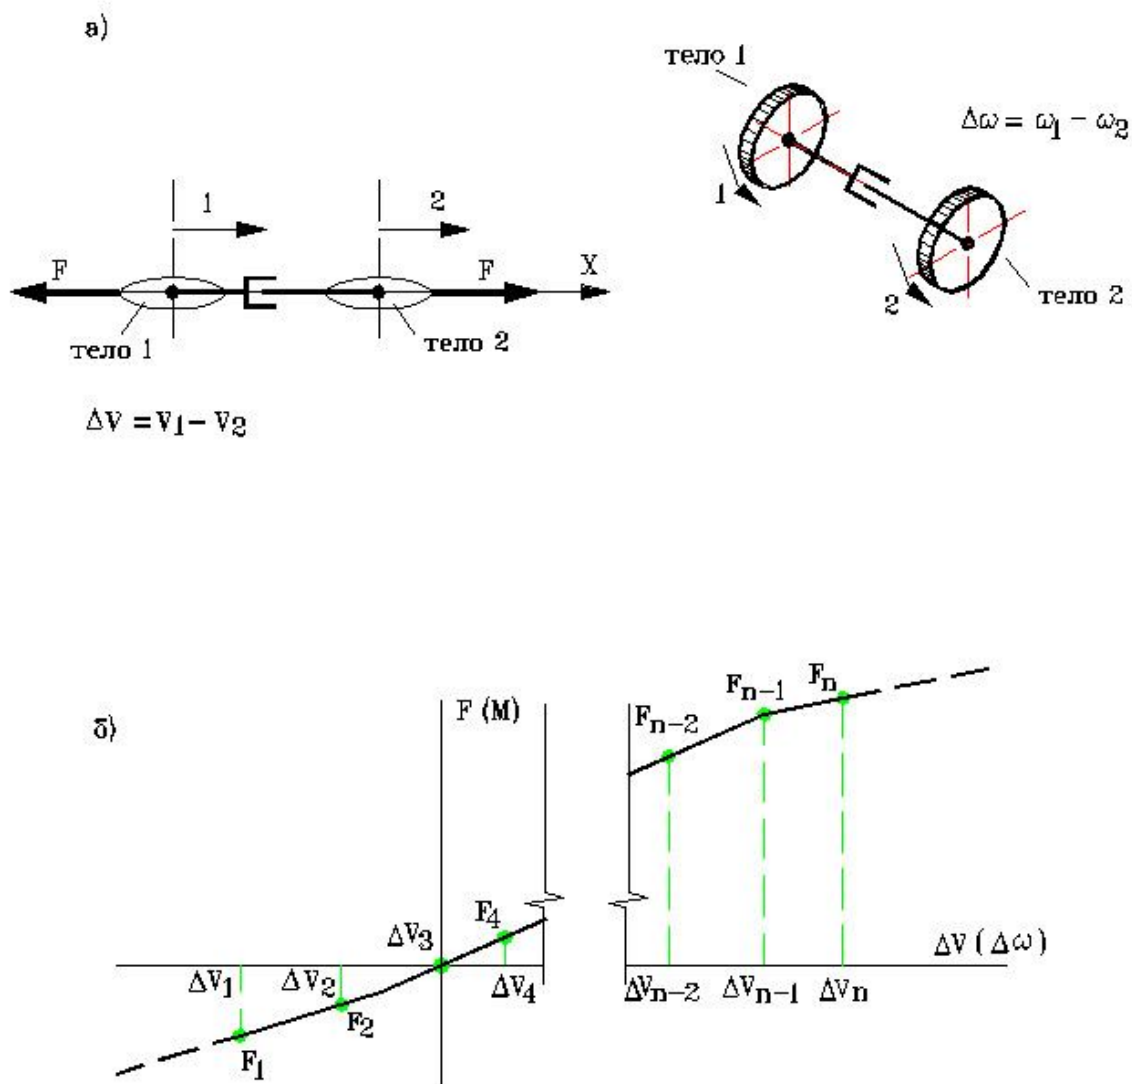 а)
тело 1
Δω = ω1 − ω2
1
2
1
2
F
F
X
тело 1
тело 2
тело 2
ΔV = V1 − V2
б)
F (M)
Fn−2
Fn−1
Fn
F4
ΔV3
ΔV (Δω)
ΔV1
ΔV2
ΔV4
ΔVn−2
ΔVn−1
ΔVn
F2
F1